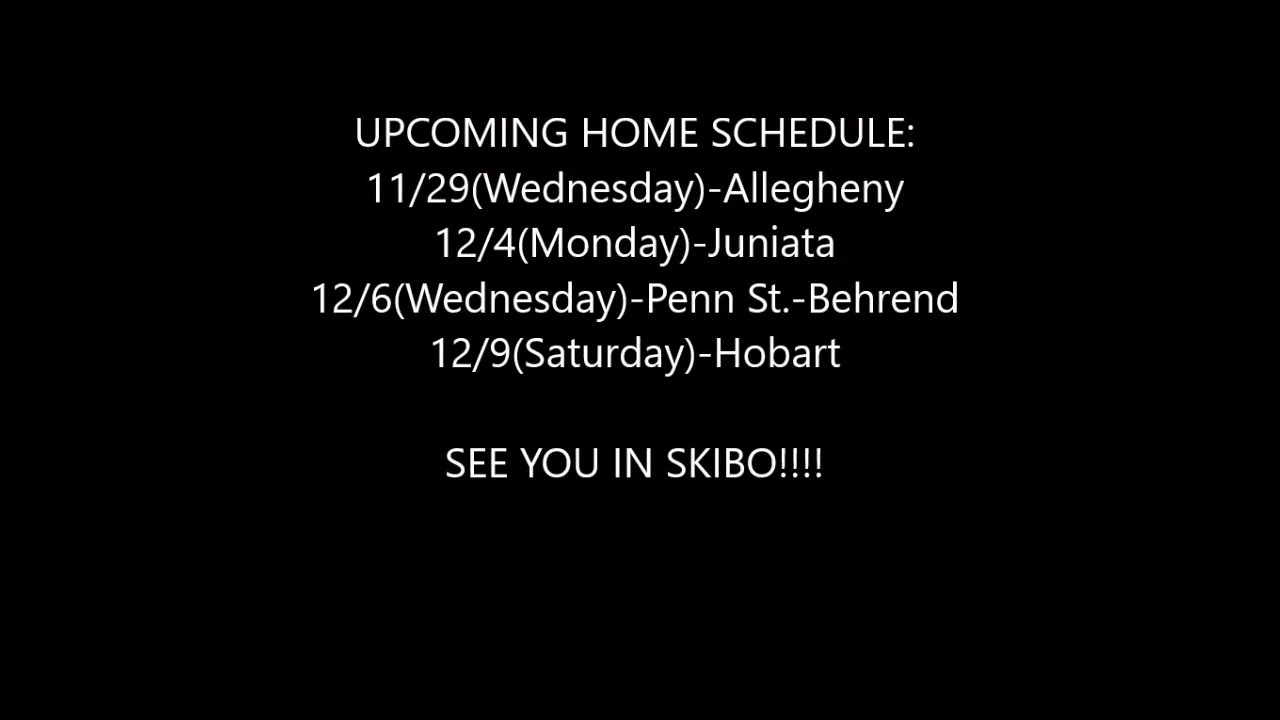 UPCOMING HOME SCHEDULE:
11/29(Wednesday)-Allegheny
12/4(Monday)-Juniata
12/6(Wednesday)-Penn St.-Behrend
12/9(Saturday)-Hobart
SEE YOU IN SKIBO!!!!